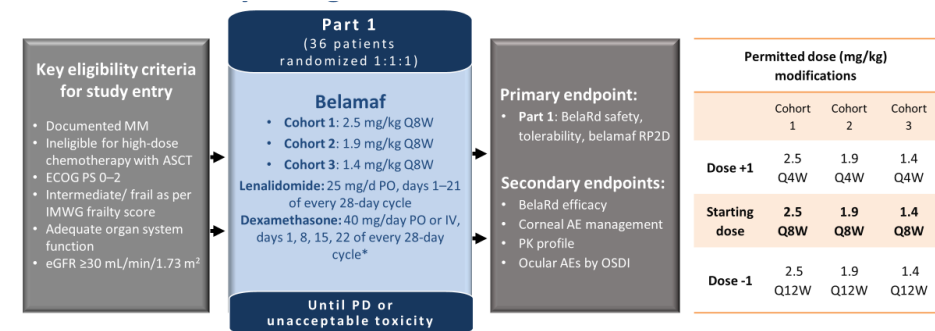 Key eligibility criteria
for study entry
• Documented MM
• Ineligible for high-dose
chemotherapy with ASCT
• ECOG PS 0–2
• Intermediate/ frail as per
IMWG frailty score
• Adequate organ system
function
• eGFR ≥30 mL/min/1.73 m²
Part 1
(36 patients
randomized 1:1:1)
Belamaf
• Cohort 1: 2.5 mg/kg Q8W
• Cohort 2: 1.9 mg/kg Q8W
• Cohort 3: 1.4 mg/kg Q8W
Lenalidomide: 25 mg/d PO, days 1–21
of every 28-day cycle
Dexamethasone: 40 mg/day PO or IV,
days 1, 8, 15, 22 of every 28-day
cycle*
Until PD or
unacceptable toxicity
Primary endpoint:
• Part 1: BelaRd safety,
tolerability, belamaf RP2D
Secondary endpoints:
• BelaRd efficacy
• Corneal AE management
• PK profile
• Ocular AEs by OSDI
Permitted dose (mg/kg)
modifications
Cohort Cohort Cohort
1 2 3
Dose +1 2.5 1.9 1.4
Q4W Q4W Q4W
Starting 2.5 1.9 1.4
dose Q8W Q8W Q8W
Dose -1 2.5 1.9 1.4
Q12W Q12W Q12W